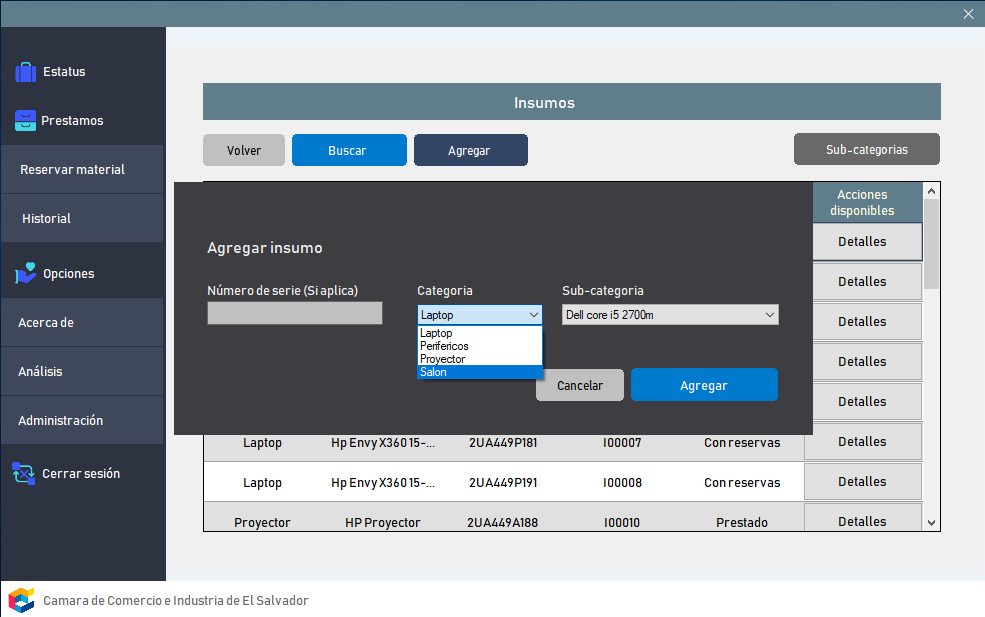 Estatus
Prestamos
Reservar material
Historial
Opciones
Acerca de
Análisis
Administración
Cerrar sesión
Insumos
Volver
Buscar
Agregar
Sub-categorias
Acciones
disponibles
Detalles
Detalles
Detalles
Detalles
Detalles
Agregar insumo
Número de serie (Si aplica)
Categoria
Sub-categoria
Laptop
Dell core i5 2700m
Laptop
Perifericos
Proyector
Salon
Cancelar
Agregar
Laptop Hp Envy X360 15-... 2UA449P181 I00007 Con reservas Detalles
Laptop Hp Envy X360 15-... 2UA449P191 I00008 Con reservas Detalles
Proyector HP Proyector 2UA449A188 I00010 Prestado Detalles
Camara de Comercio e Industria de El Salvador